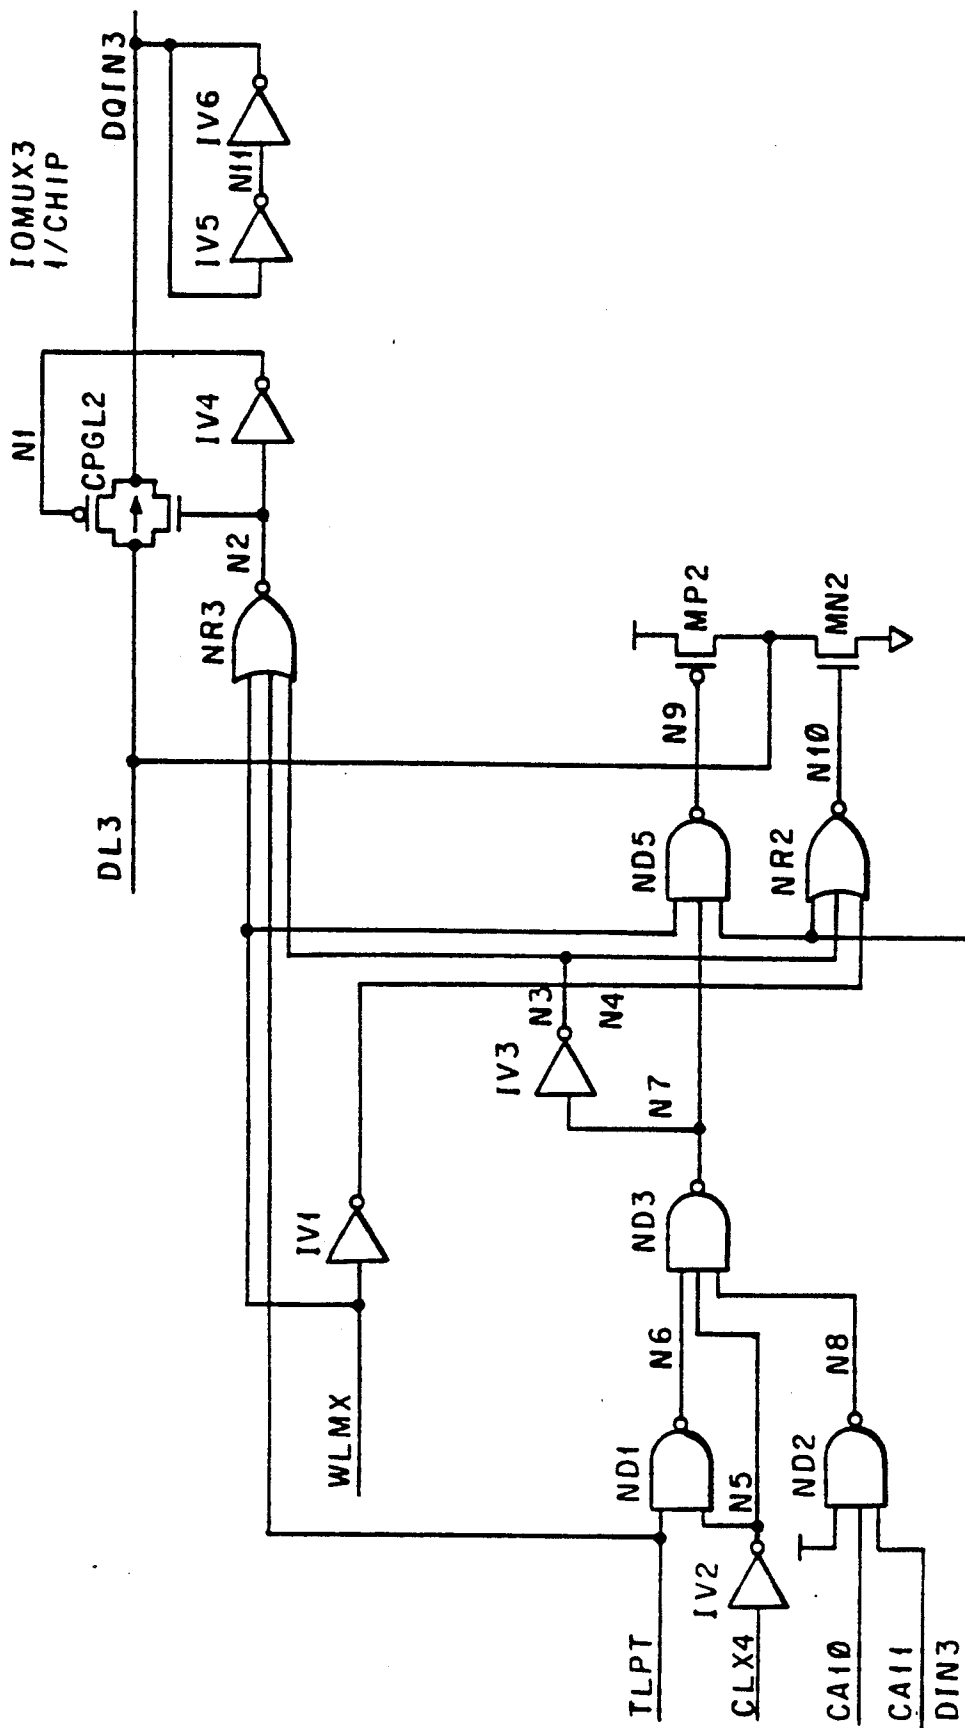 IOMUX3
1/CHIP
N1
CPGL2
DQIN3
DL3
NR3
N2
IV4
IV5
N11
IV6
WLMX
IV1
IV3
N3
N4
N7
ND5
N9
MP2
NR2
N10
MN2
TLPT
ND1
N6
ND3
CLX4
IV2
N5
CA10
CA11
ND2
N8
DIN3